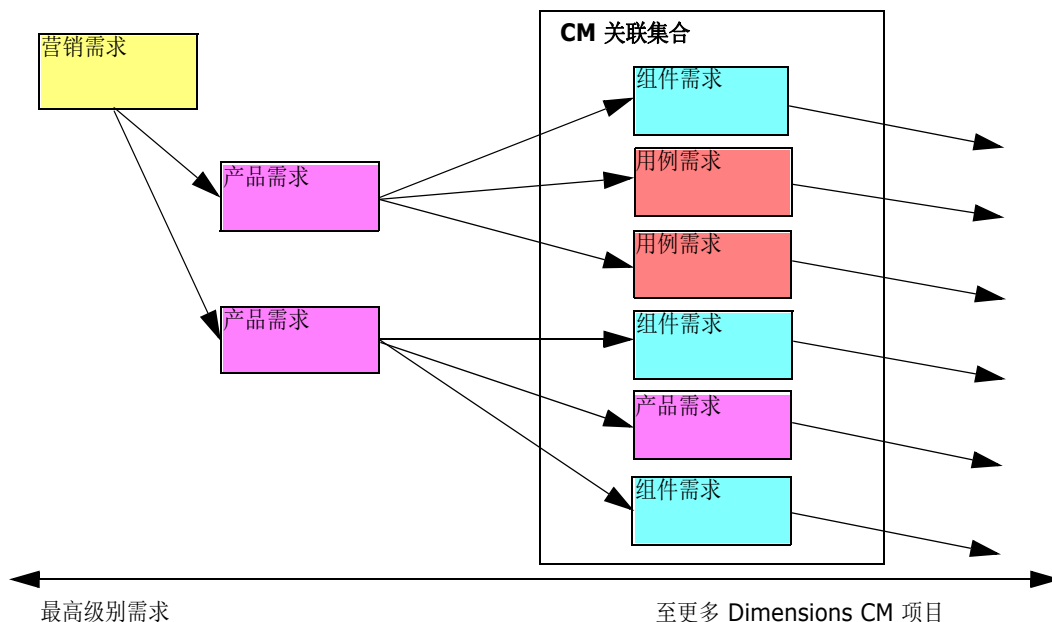 营销需求
CM 关联集合
组件需求
用例需求
产品需求
用例需求
产品需求
组件需求
产品需求
组件需求
最高级别需求
至更多 Dimensions CM 项目